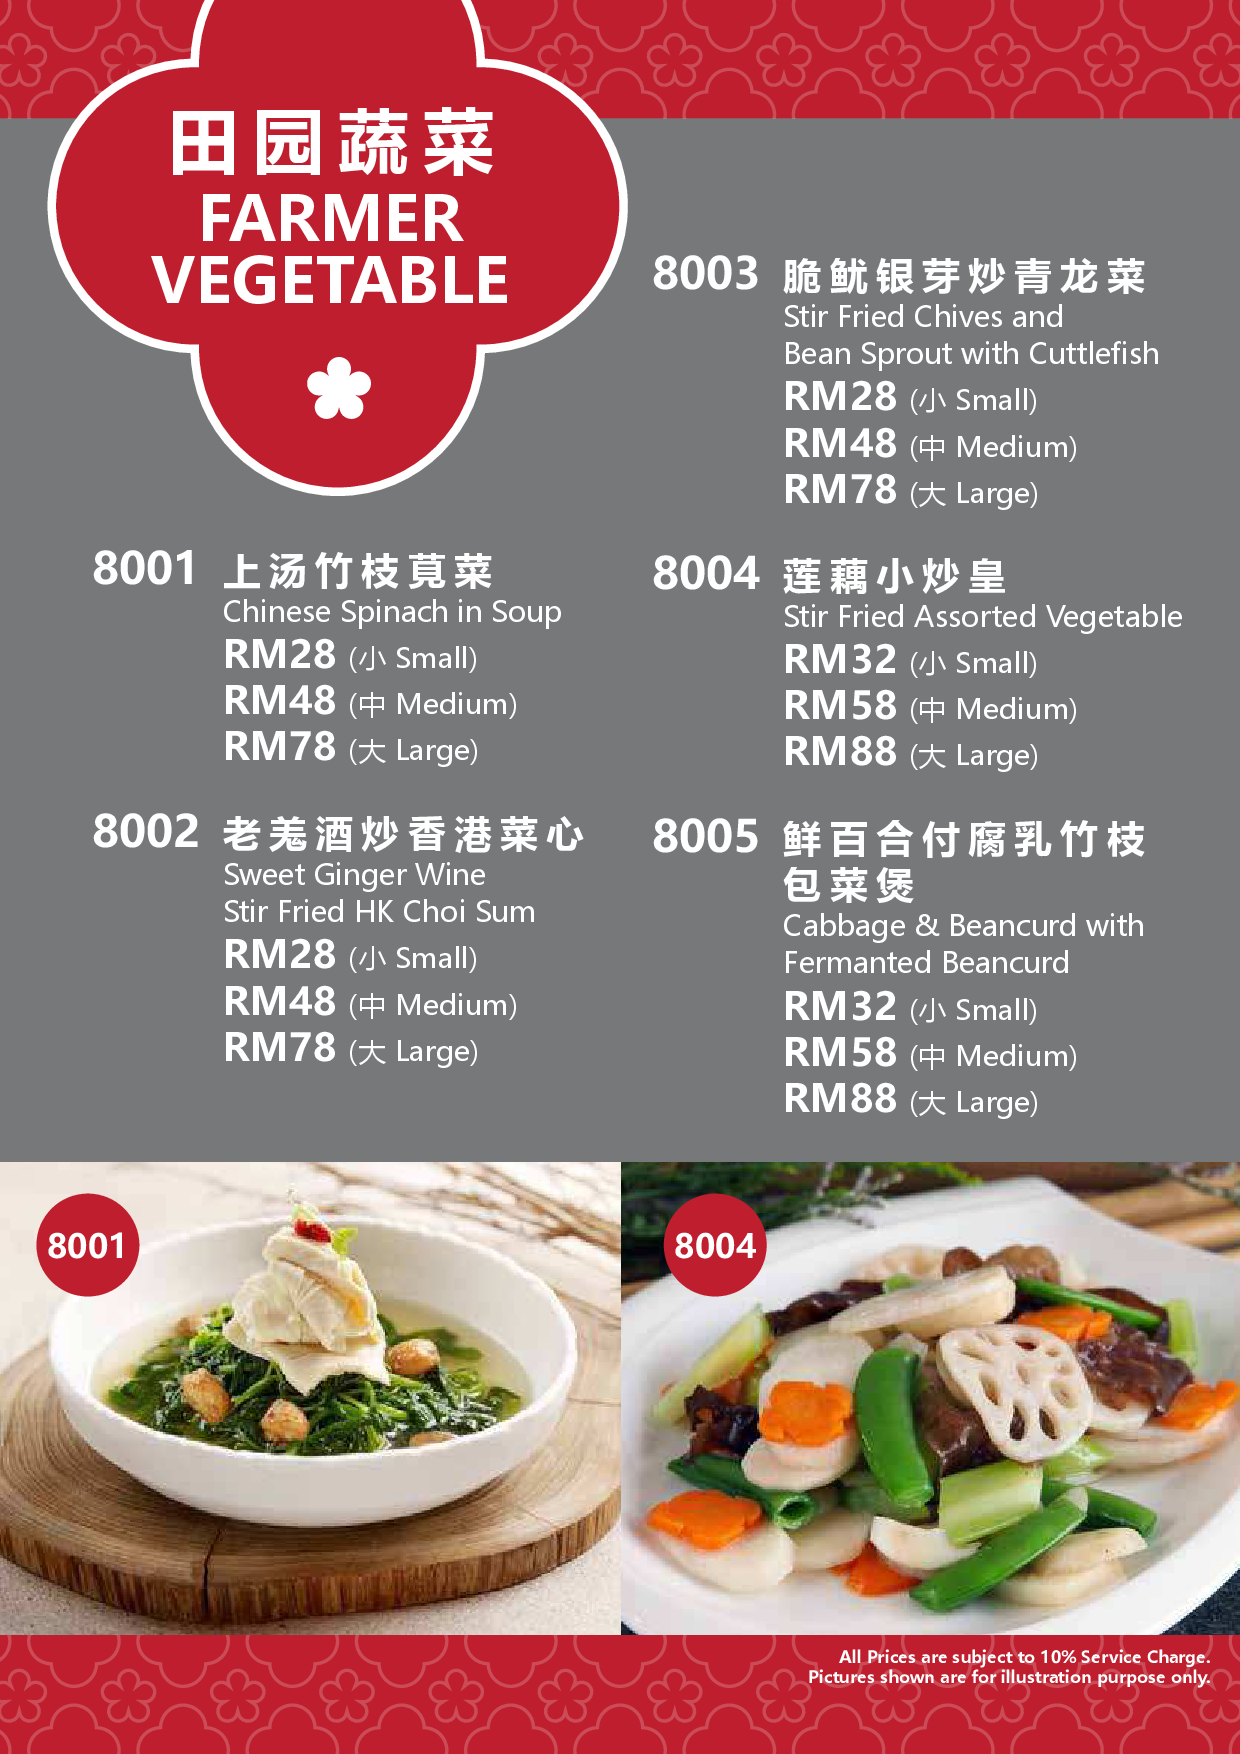 田园蔬菜
FARMER
VEGETABLE
8001 上汤竹枝苋菜
Chinese Spinach in Soup
RM28 (小 Small)
RM48 (中 Medium)
RM78 (大 Large)
8002 老羗酒炒香港菜心
Sweet Ginger Wine
Stir Fried HK Choi Sum
RM28 (小 Small)
RM48 (中 Medium)
RM78 (大 Large)
8003 脆鱿银芽炒青龙菜
Stir Fried Chives and
Bean Sprout with Cuttlefish
RM28 (小 Small)
RM48 (中 Medium)
RM78 (大 Large)
8004 莲藕小炒皇
Stir Fried Assorted Vegetable
RM32 (小 Small)
RM58 (中 Medium)
RM88 (大 Large)
8005 鲜百合付腐乳竹枝
包菜煲
Cabbage & Beancurd with
Fermanted Beancurd
RM32 (小 Small)
RM58 (中 Medium)
RM88 (大 Large)
8001
8004
All Prices are subject to 10% Service Charge.
Pictures shown are for illustration purpose only.